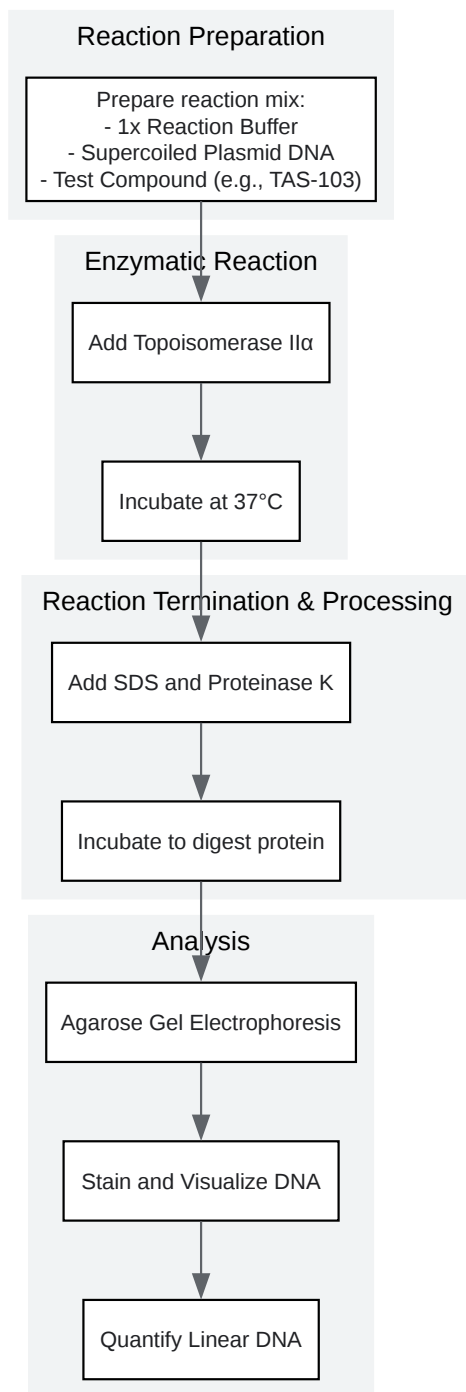 Reaction Preparation
Prepare reaction mix:
- 1x Reaction Buffer
- Supercoiled Plasmid DNA
- Test Compound (e.g., TAS-103)
Enzymatic Reaction
Add Topoisomerase IIα
Incubate at 37°C
Reaction Termination & Processing
Add SDS and Proteinase K
Incubate to digest protein
Analysis
Agarose Gel Electrophoresis
Stain and Visualize DNA
Quantify Linear DNA